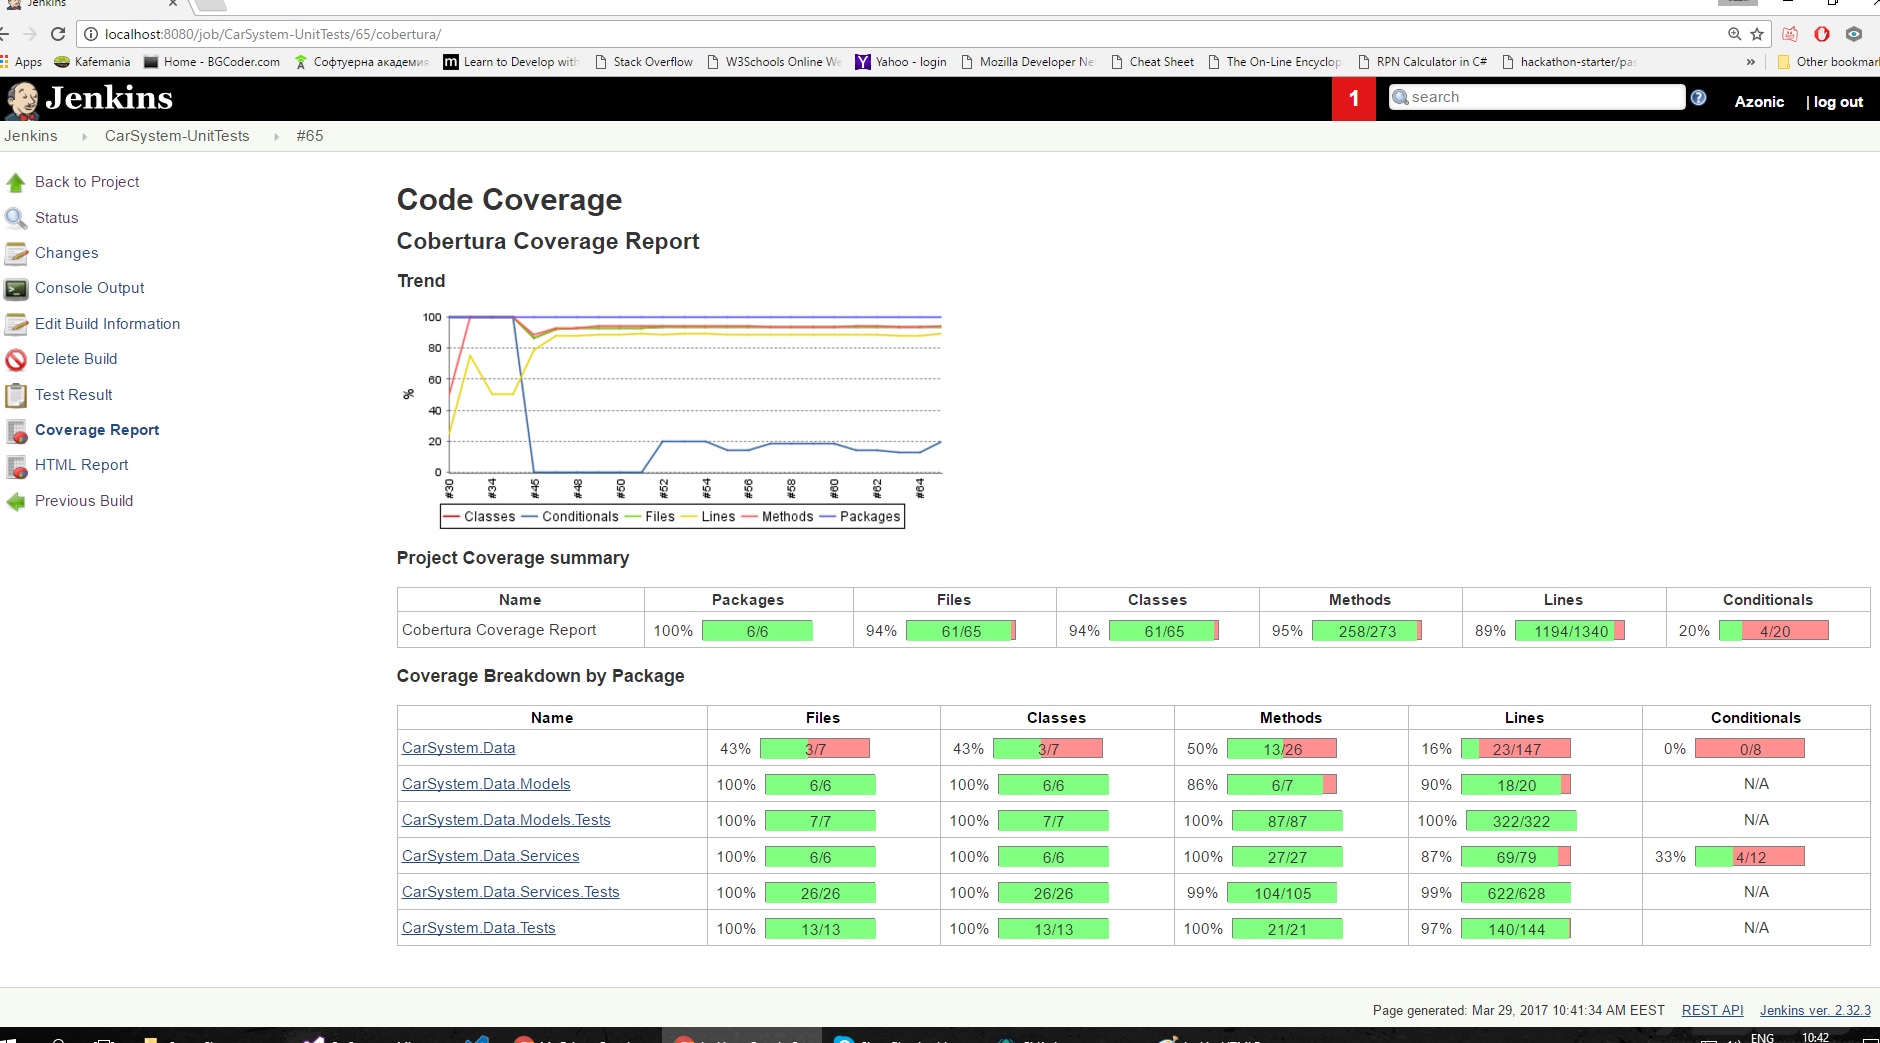 Jenkins
localhost:8080/job/CarSystem-UnitTests/65/cobertura/
Apps Kafemania Home - BGCoder.com Софтуерна академия Learn to Develop with Stack Overflow W3Schools Online We Yahoo - login Mozilla Developer Ne Cheat Sheet The On-Line Encyclop RPN Calculator in C# hackathon-starter/pas » Other bookmar
Jenkins 1 search Azonic | log out
Jenkins CarSystem-UnitTests #65
Back to Project
Status
Changes
Console Output
Edit Build Information
Delete Build
Test Result
Coverage Report
HTML Report
Previous Build
Code Coverage
Cobertura Coverage Report
Trend
100
80
60
40
20
0
%
#30 #34 #45 #48 #50 #52 #54 #56 #58 #60 #62 #64
Classes Conditionals Files Lines Methods Packages
Project Coverage summary
Name Packages Files Classes Methods Lines Conditionals
Cobertura Coverage Report 100% 6/6 94% 61/65 94% 61/65 95% 258/273 89% 1194/1340 20% 4/20
Coverage Breakdown by Package
Name Files Classes Methods Lines Conditionals
CarSystem.Data 43% 3/7 43% 3/7 50% 13/26 16% 23/147 0% 0/8
CarSystem.Data.Models 100% 6/6 100% 6/6 86% 6/7 90% 18/20 N/A
CarSystem.Data.Models.Tests 100% 7/7 100% 7/7 100% 87/87 100% 322/322 N/A
CarSystem.Data.Services 100% 6/6 100% 6/6 100% 27/27 87% 69/79 33% 4/12
CarSystem.Data.Services.Tests 100% 26/26 100% 26/26 99% 104/105 99% 622/628 N/A
CarSystem.Data.Tests 100% 13/13 100% 13/13 100% 21/21 97% 140/144 N/A
Page generated: Mar 29, 2017 10:41:34 AM EEST REST API Jenkins ver. 2.32.3
ENG 10:42